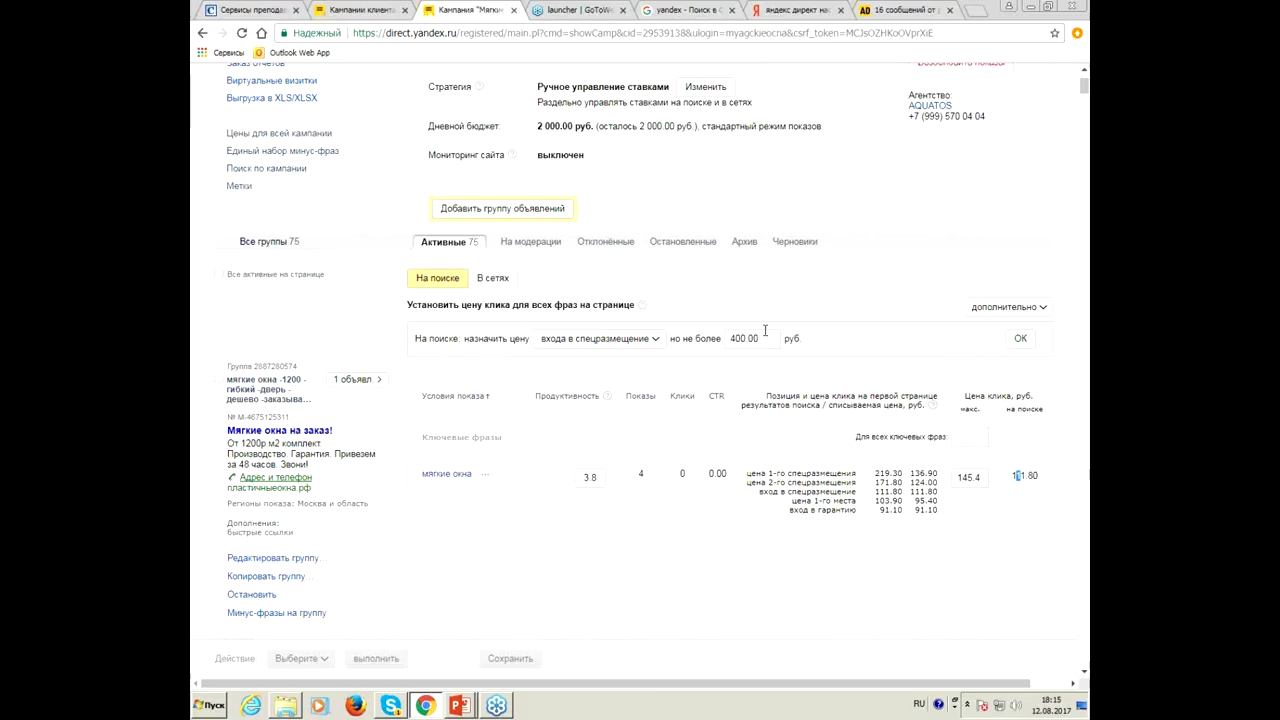 Сервисы преподав
Кампании клиента
Кампания "Мягки
launcher | GoToWe
yandex - Поиск в G
яндекс директ на
16 сообщений от
Надежный https://direct.yandex.ru/registered/main.pl?cmd=showCamp&cid=29539138&ulogin=myagckieocna&csrf_token=MCJsOZHKoOVprXiE
Сервисы Outlook Web App
Заказ отчетов
Виртуальные визитки
Выгрузка в XLS/XLSX
Цены для всей кампании
Единый набор минус-фраз
Поиск по кампании
Метки
Стратегия Ручное управление ставками Изменить
Раздельно управлять ставками на поиске и в сетях
Дневной бюджет: 2 000.00 руб. (осталось 2 000.00 руб.), стандартный режим показов
Мониторинг сайта выключен
Агентство:
AQUATOS
+7 (999) 570 04 04
Добавить группу объявлений
Все группы 75 Активные 75 На модерации Отклонённые Остановленные Архив Черновики
Все активные на странице На поиске В сетях
Установить цену клика для всех фраз на странице дополнительно
На поиске: назначить цену входа в спецразмещение но не более 400.00 руб. OK
Группа 2887280574
мягкие окна -1200 -
гибкий -дверь -
дешево -заказыва...
1 объявл.
№ M-4675125311
Мягкие окна на заказ!
От 1200р.м2 комплект
Производство. Гарантия. Привезем
за 48 часов. Звони!
Адрес и телефон
пластичныеокна.рф
Регионы показа: Москва и область
Дополнения:
быстрые ссылки
Редактировать группу...
Копировать группу...
Остановить
Минус-фразы на группу
Условия показа Продуктивность Показы Клики CTR Позиция и цена клика на первой странице
результатов поиска / списываемая цена, руб. Цена клика, руб.
макс. на поиске
Ключевые фразы Для всех ключевых фраз:
мягкие окна ... 3.8 4 0 0.00 цена 1-го спецразмещения 219.30 136.90 145.4 111.80
цена 2-го спецразмещения 171.80 124.00
вход в спецразмещение 111.80 111.80
цена 1-го места 103.90 95.40
вход в гарантию 91.10 91.10
Действие Выберите выполнить Сохранить
Пуск RU 18:15
12.08.2017